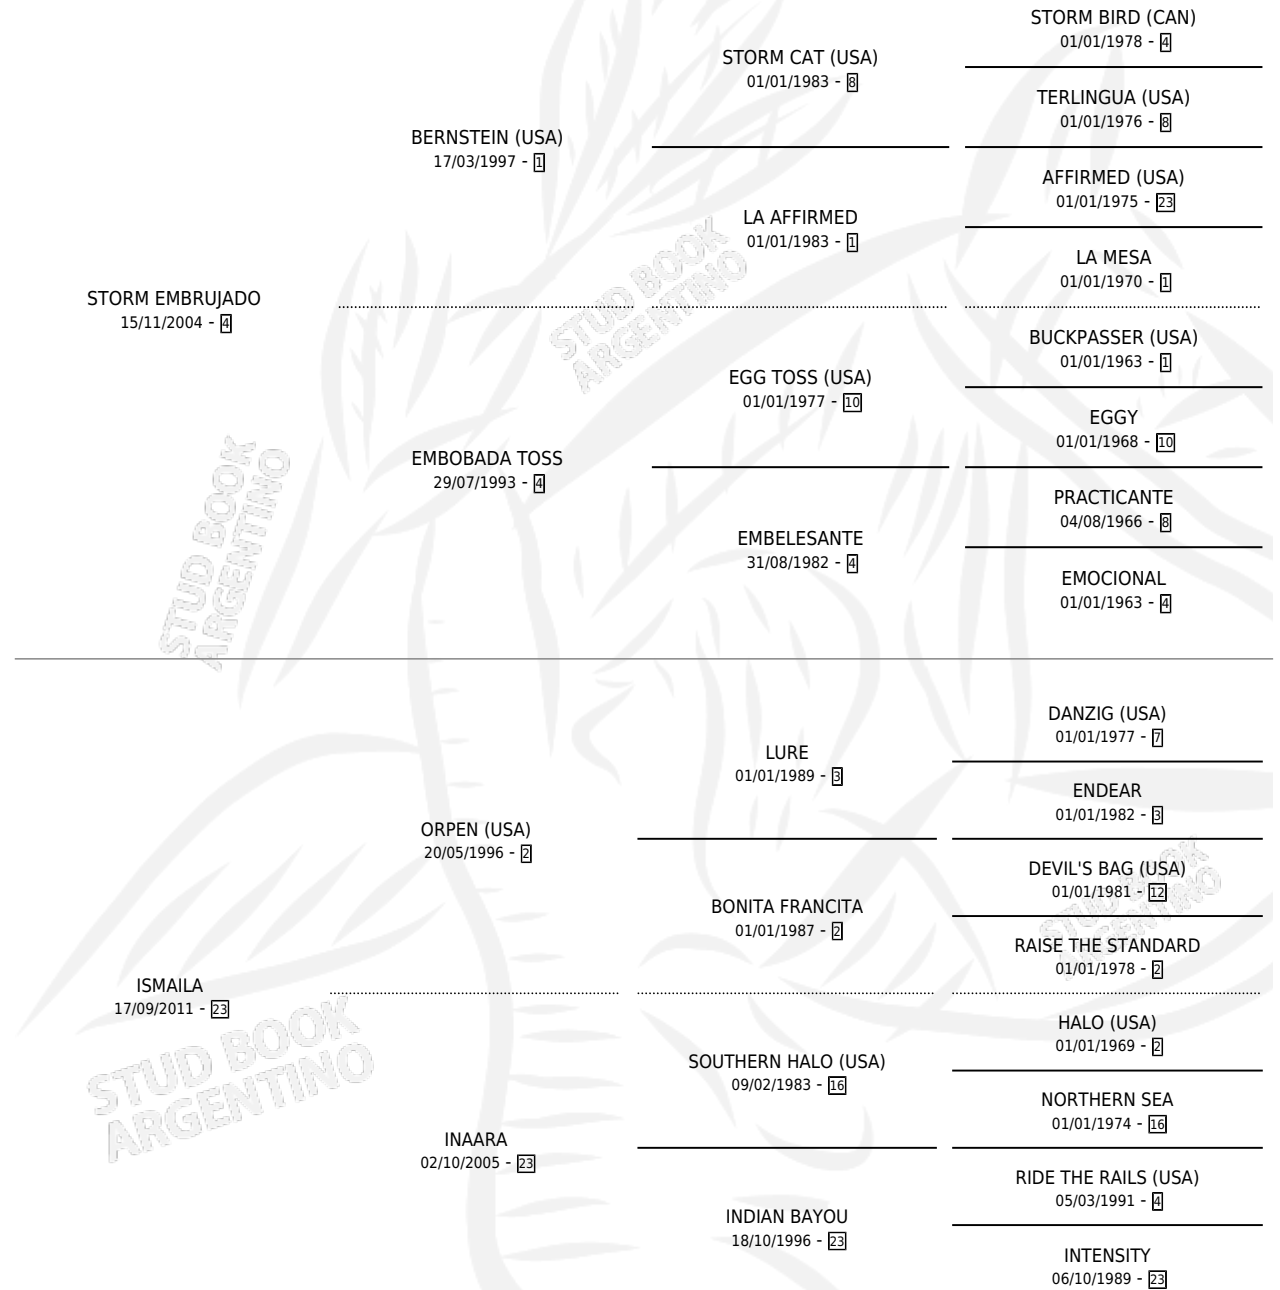 STORM BIRD (CAN)
01/01/1978 - 4
STORM CAT (USA)
01/01/1983 - 8
TERLINGUA (USA)
01/01/1976 - 8
BERNSTEIN (USA)
17/03/1997 - 1
AFFIRMED (USA)
01/01/1975 - 23
LA AFFIRMED
01/01/1983 - 1
LA MESA
01/01/1970 - 1
STORM EMBRUJADO
15/11/2004 - 4
BUCKPASSER (USA)
01/01/1963 - 1
EGG TOSS (USA)
01/01/1977 - 10
EGGY
01/01/1968 - 10
EMBOBADA TOSS
29/07/1993 - 4
PRACTICANTE
04/08/1966 - 8
EMBELESANTE
31/08/1982 - 4
EMOCIONAL
01/01/1963 - 4
DANZIG (USA)
01/01/1977 - 7
LURE
01/01/1989 - 3
ENDEAR
01/01/1982 - 3
ORPEN (USA)
20/05/1996 - 2
DEVIL'S BAG (USA)
01/01/1981 - 12
BONITA FRANCITA
01/01/1987 - 2
RAISE THE STANDARD
01/01/1978 - 2
ISMAILA
17/09/2011 - 23
HALO (USA)
01/01/1969 - 2
SOUTHERN HALO (USA)
09/02/1983 - 16
NORTHERN SEA
01/01/1974 - 16
INAARA
02/10/2005 - 23
RIDE THE RAILS (USA)
05/03/1991 - 4
INDIAN BAYOU
18/10/1996 - 23
INTENSITY
06/10/1989 - 23
STUD BOOK
ARGENTINO
STUD BOOK
ARGENTINO
STUD BOOK
ARGENTINO
STUD BOOK
ARGENTINO